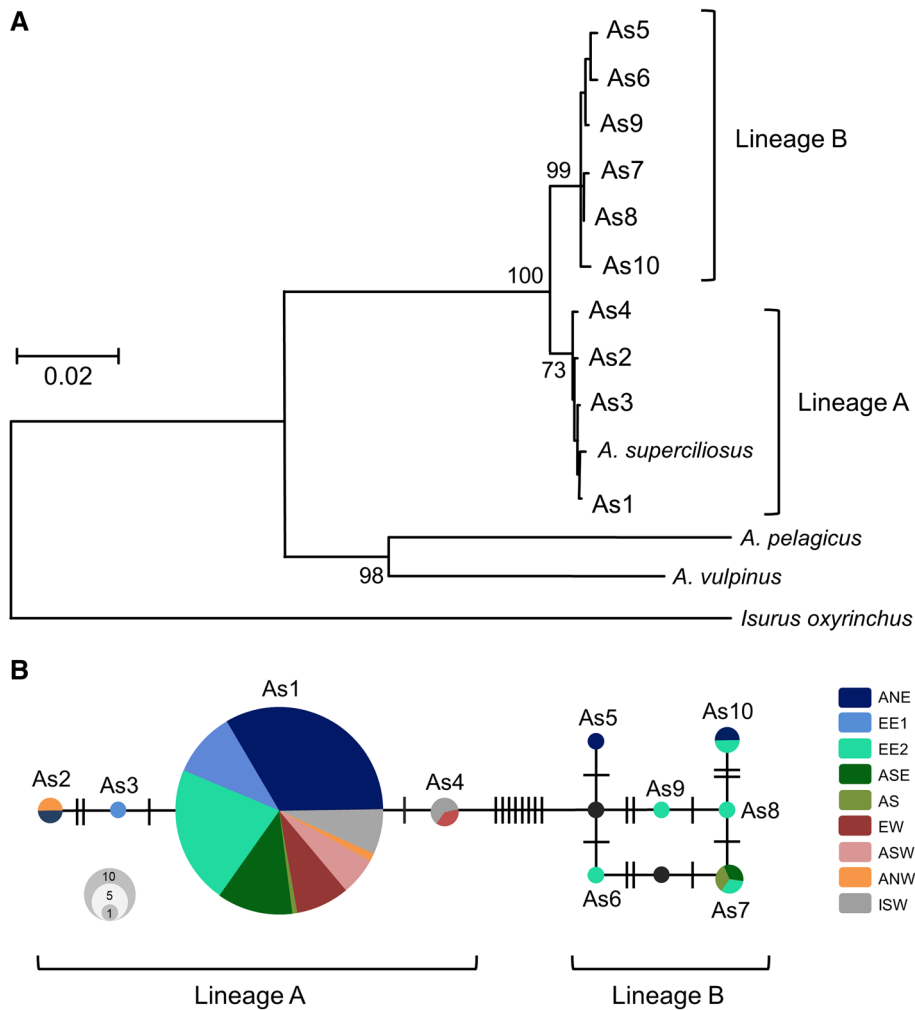 A
As5
As6
As9
Lineage B
99
As7
As8
As10
100
As4
0.02
As2
73
As3
Lineage A
A. superciliosus
As1
A. pelagicus
98
A. vulpinus
Isurus oxyrinchus
B
As1
As2
As3
As4
As5
As10
As9
As8
As6
As7
10
5
1
ANE
EE1
EE2
ASE
AS
EW
ASW
ANW
ISW
Lineage A
Lineage B